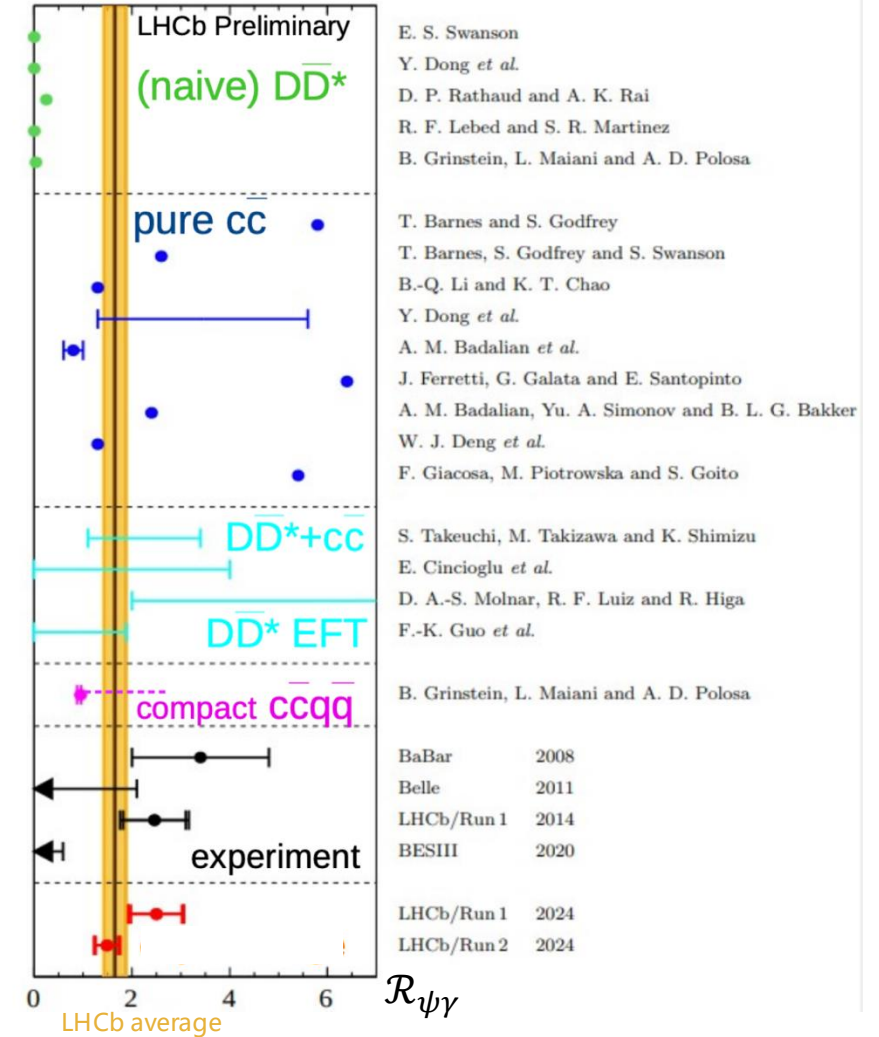 LHCb Preliminary
(naive) DD̅*
E. S. Swanson
Y. Dong et al.
D. P. Rathaud and A. K. Rai
R. F. Lebed and S. R. Martinez
B. Grinstein, L. Maiani and A. D. Polosa
pure cc̅
T. Barnes and S. Godfrey
T. Barnes, S. Godfrey and S. Swanson
B.-Q. Li and K. T. Chao
Y. Dong et al.
A. M. Badalian et al.
J. Ferretti, G. Galata and E. Santopinto
A. M. Badalian, Yu. A. Simonov and B. L. G. Bakker
W. J. Deng et al.
F. Giacosa, M. Piotrowska and S. Goito
DD̅*+cc̅
S. Takeuchi, M. Takizawa and K. Shimizu
E. Cincioglu et al.
D. A.-S. Molnar, R. F. Luiz and R. Higa
DD̅* EFT
F.-K. Guo et al.
compact cc̅qq̅
B. Grinstein, L. Maiani and A. D. Polosa
BaBar 2008
Belle 2011
LHCb/Run 1 2014
BESIII 2020
experiment
LHCb/Run 1 2024
LHCb/Run 2 2024
0 2 4 6
ℛψγ
LHCb average